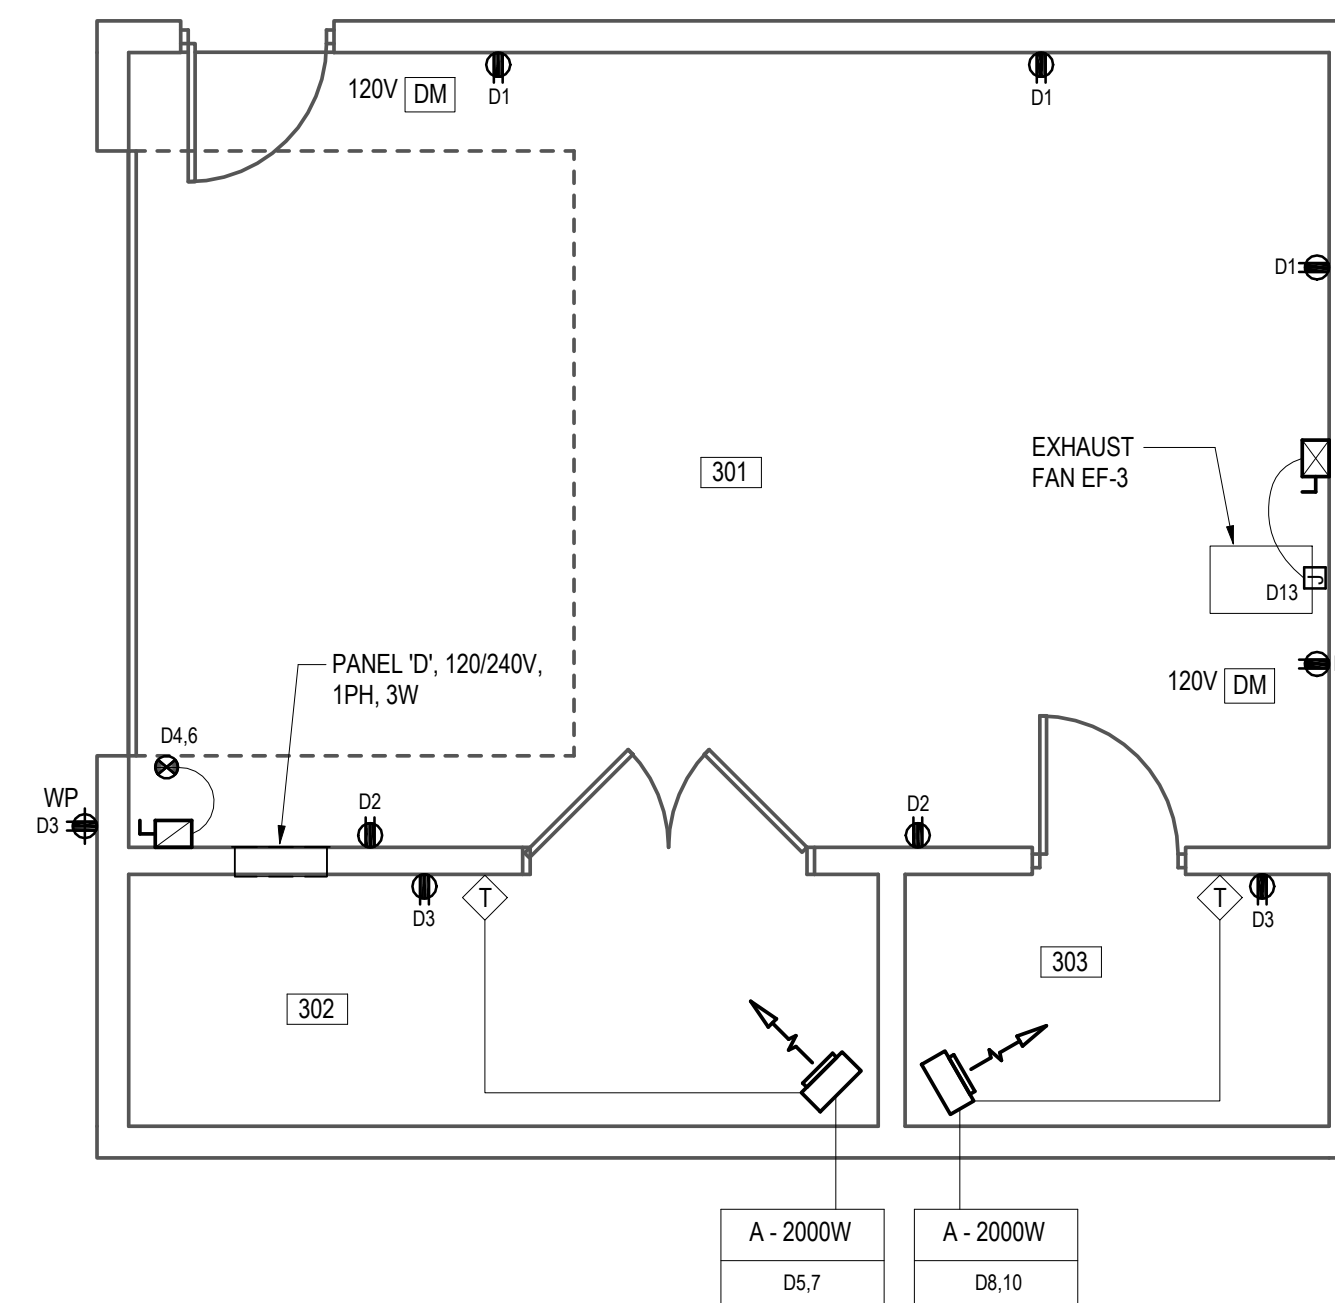 120V DM
D1
D1
D1
EXHAUST
FAN EF-3
301
D13
J
PANEL 'D', 120/240V,
1PH, 3W
120V DM
D4,6
WP
D3
D2
D2
D3
T
T
D3
302
303
A - 2000W
D5,7
A - 2000W
D8,10